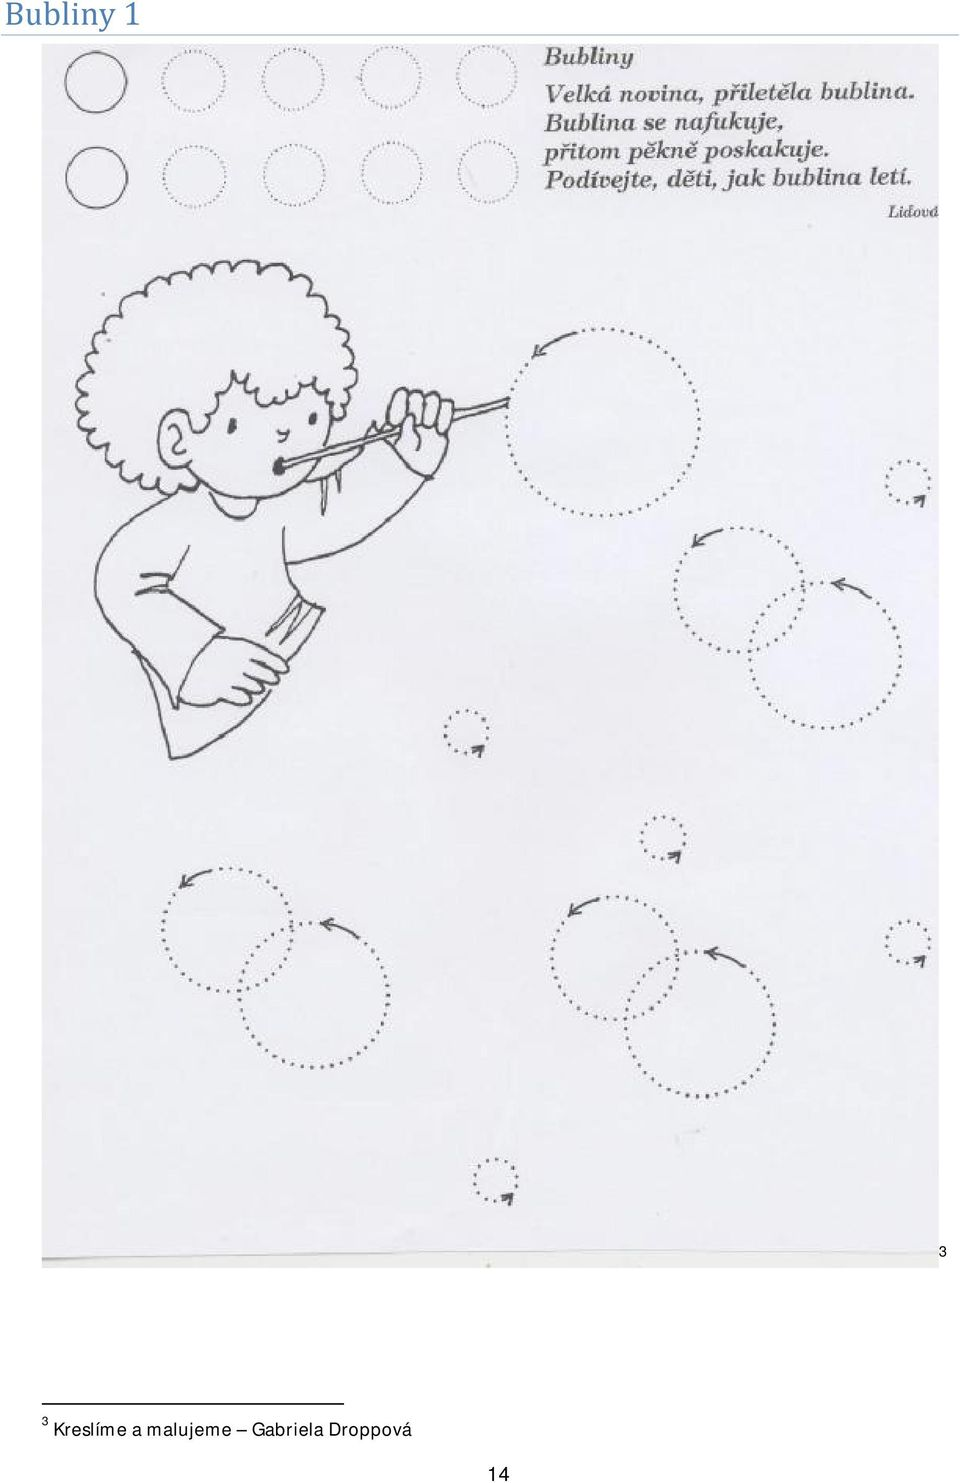 Bubliny 1
Bubliny
Velká novina, přiletěla bublina.
Bublina se nafukuje,
přitom pěkně poskakuje.
Podívejte, děti, jak bublina letí.
Lidová
3
3 Kreslíme a malujeme – Gabriela Droppová
14